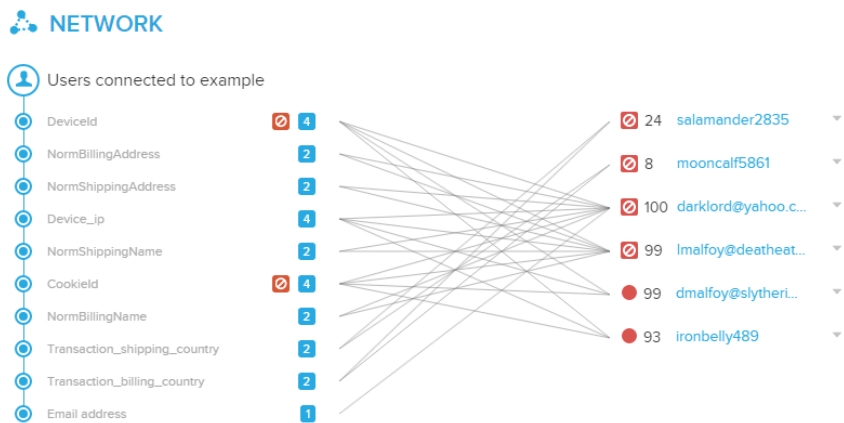 NETWORK
Users connected to example
DeviceId 4
NormBillingAddress 2
NormShippingAddress 2
Device_ip 4
NormShippingName 2
CookieId 4
NormBillingName 2
Transaction_shipping_country 2
Transaction_billing_country 2
Email address 1
24 salamander2835
8 mooncalf5861
100 darklord@yahoo.c...
99 lmalfoy@deatheat...
99 dmalfoy@slytheri...
93 ironbelly489